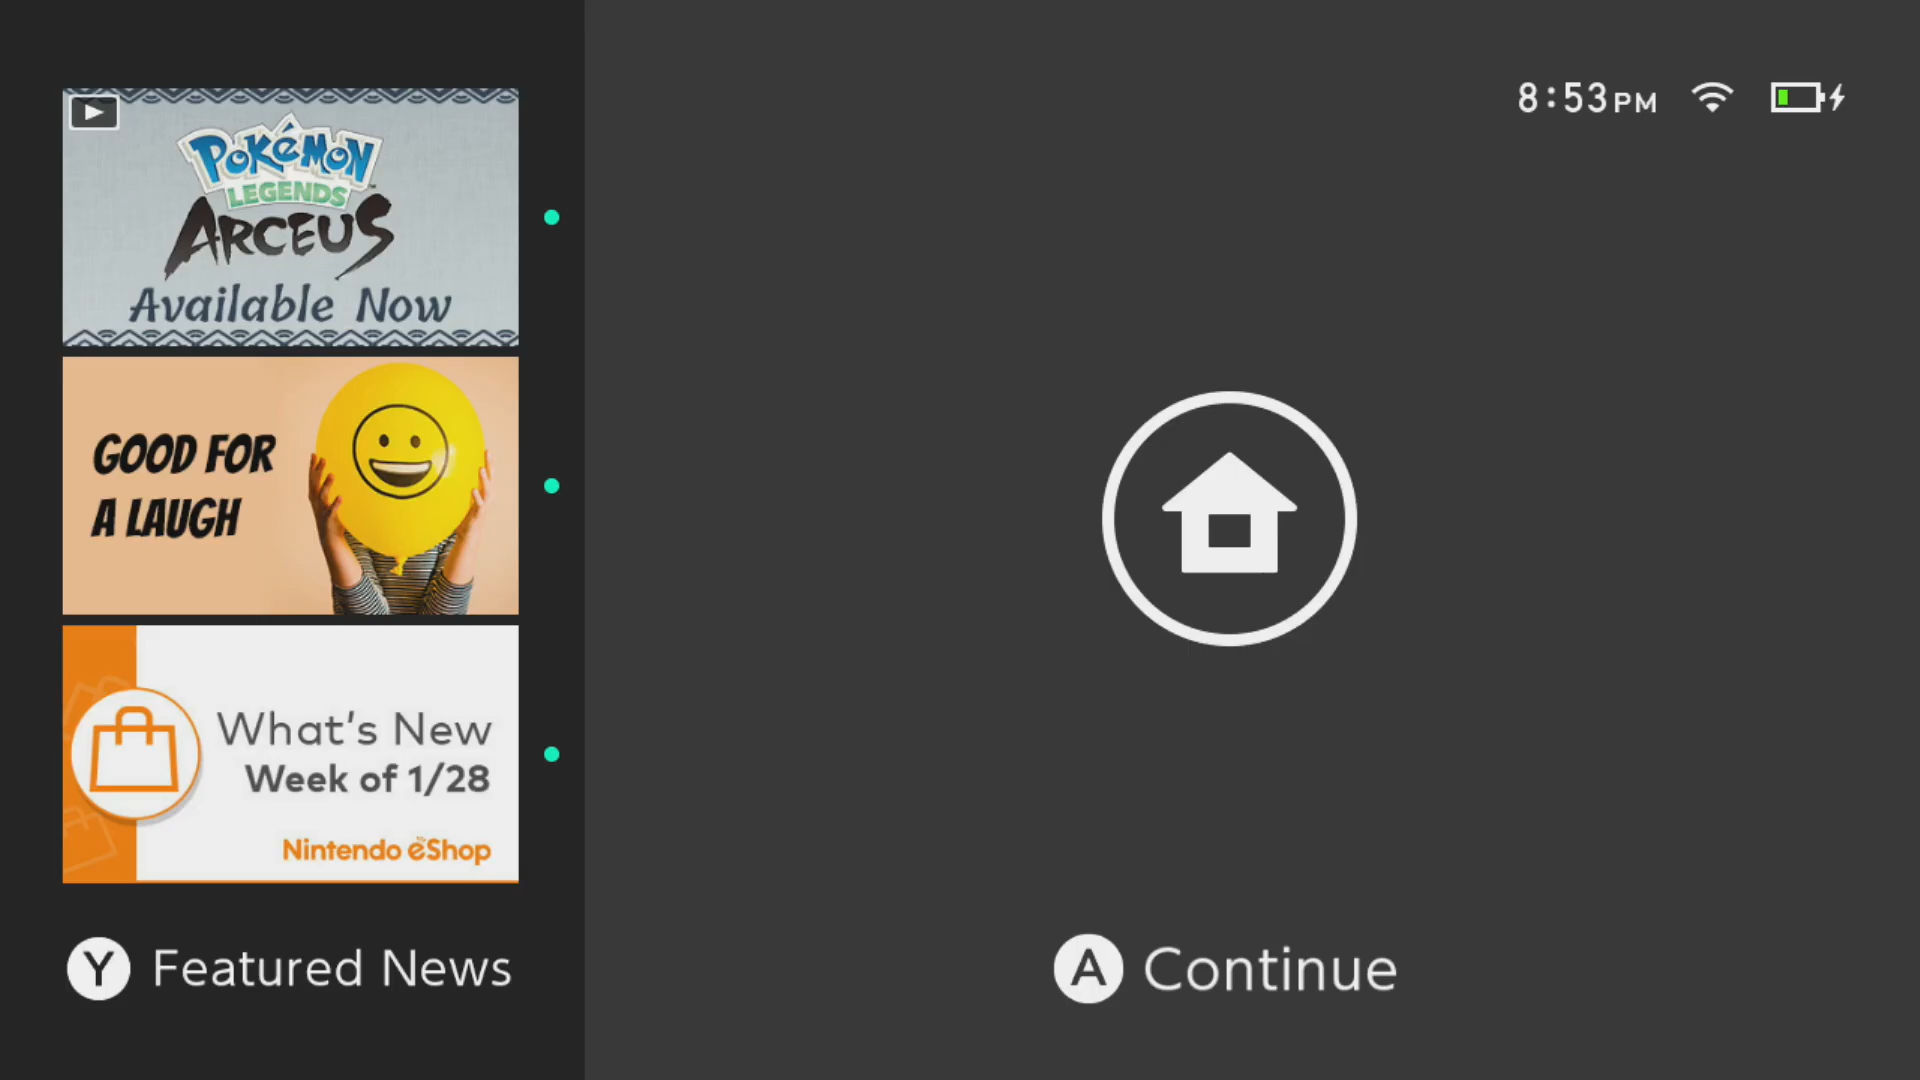 8:53PM
POKéMON
LEGENDS
ARCEUS
Available Now
GOOD FOR
A LAUGH
What's New
Week of 1/28
Nintendo eShop
Y Featured News
A Continue